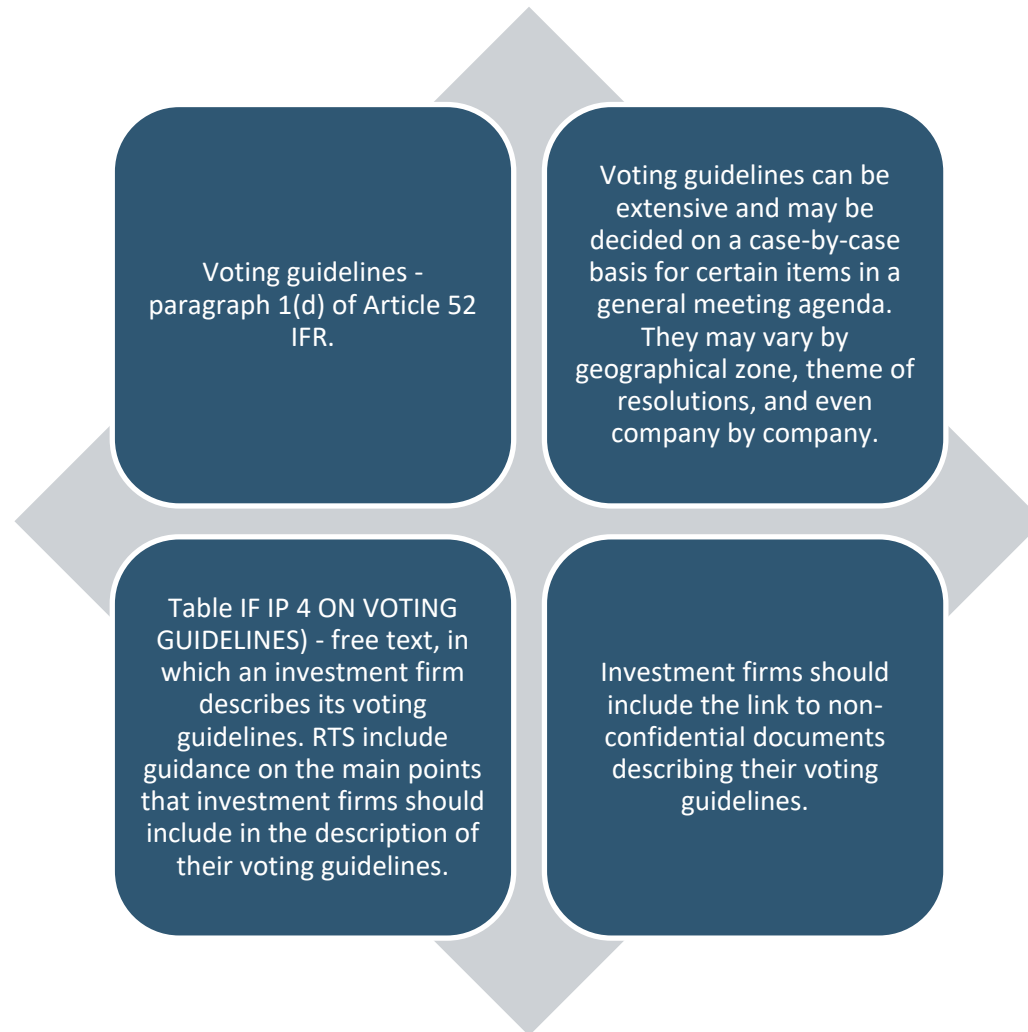 Voting guidelines -
paragraph 1(d) of Article 52
IFR.
Voting guidelines can be
extensive and may be
decided on a case-by-case
basis for certain items in a
general meeting agenda.
They may vary by
geographical zone, theme of
resolutions, and even
company by company.
Table IF IP 4 ON VOTING
GUIDELINES) - free text, in
which an investment firm
describes its voting
guidelines. RTS include
guidance on the main points
that investment firms should
include in the description of
their voting guidelines.
Investment firms should
include the link to non-
confidential documents
describing their voting
guidelines.